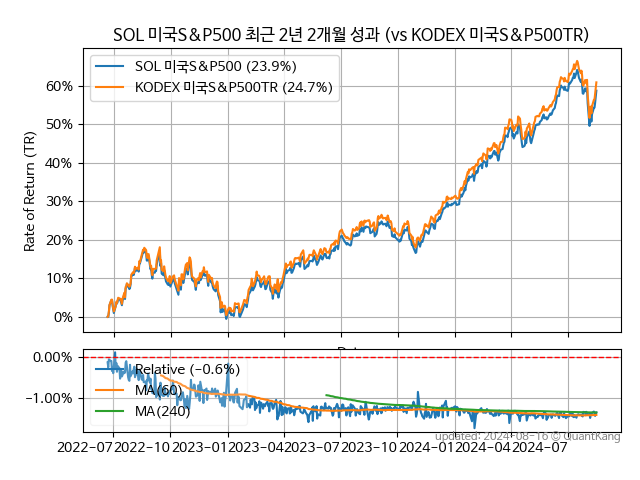 SOL 미국S&P500 최근 2년 2개월 성과 (vs KODEX 미국S&P500TR)
SOL 미국S&P500 (23.9%)
KODEX 미국S&P500TR (24.7%)
Rate of Return (TR)
60%
50%
40%
30%
20%
10%
0%
0.00%
−1.00%
Relative (−0.6%)
MA(60)
MA(240)
2022-07 2022-10 2023-01 2023-04 2023-07 2023-10 2024-01 2024-04 2024-07
updated: 2024-08-16 © QuantKang